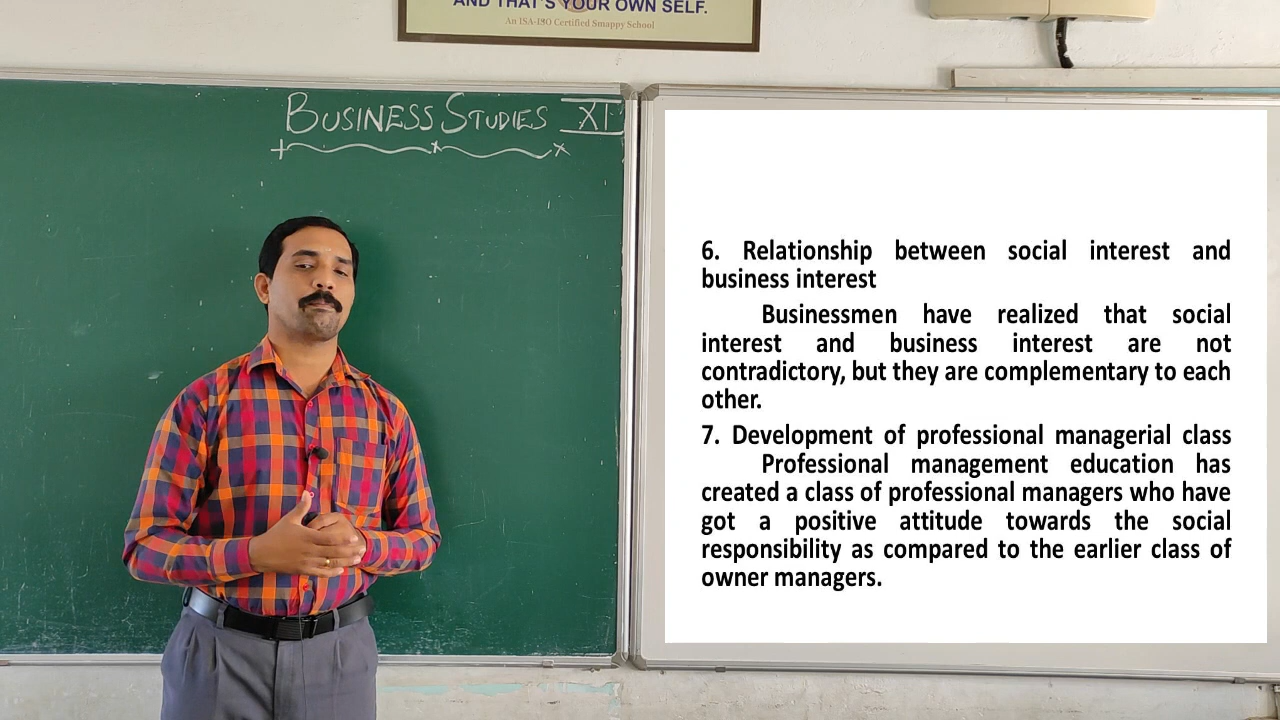 AND THAT'S YOUR OWN SELF.
An ISA-ISO Certified Smappy School
BUSINESS STUDIES XI
6. Relationship between social interest and
business interest
Businessmen have realized that social
interest and business interest are not
contradictory, but they are complementary to each
other.
7. Development of professional managerial class
Professional management education has
created a class of professional managers who have
got a positive attitude towards the social
responsibility as compared to the earlier class of
owner managers.